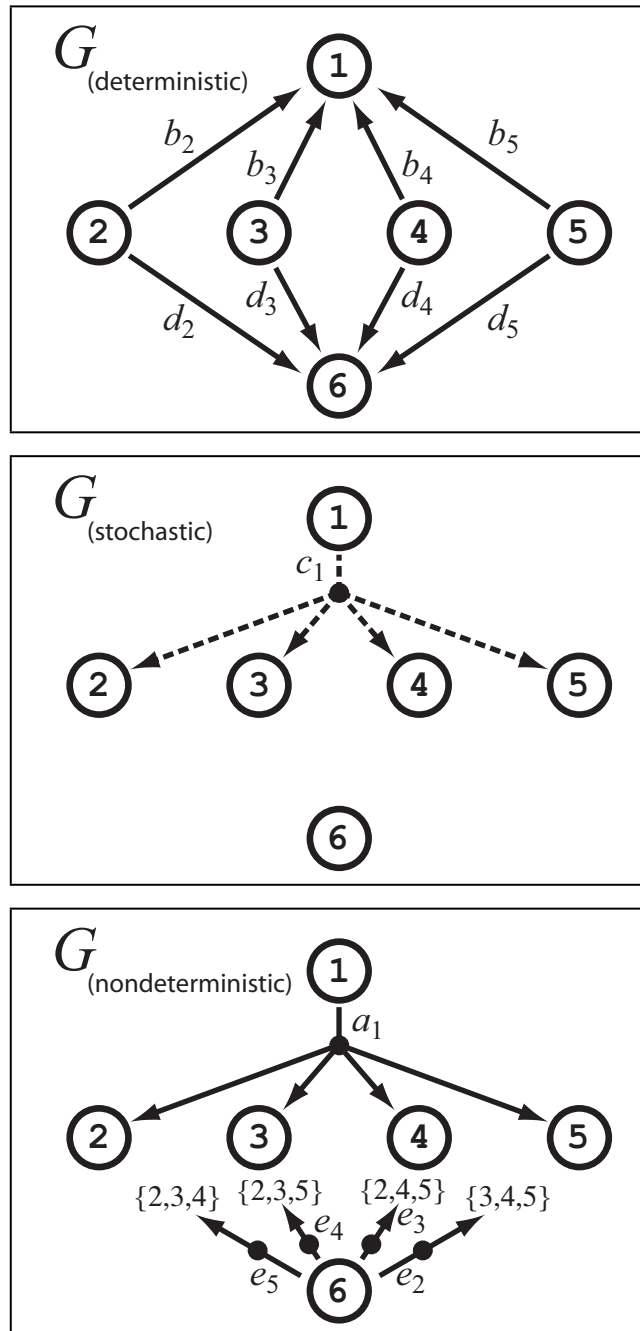 G
(deterministic)
1
b2 b3 b4 b5
2 3 4 5
d2 d3 d4 d5
6
G
(stochastic)
1
c1
2 3 4 5
6
G
(nondeterministic)
1
a1
2 3 4 5
{2,3,4} {2,3,5} {2,4,5} {3,4,5}
e4 e3
e5 e2
6